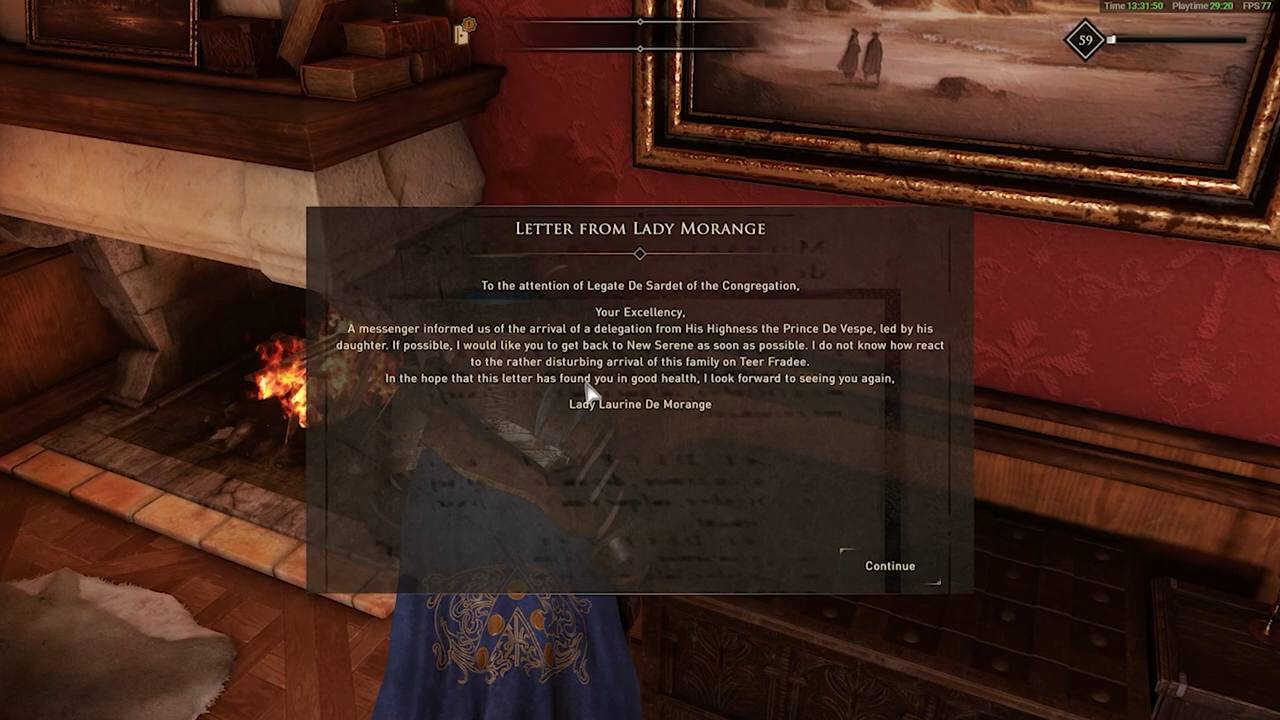 Time 13:31:50 Playtime 29:20 FPS 77
59
LETTER FROM LADY MORANGE
To the attention of Legate De Sardet of the Congregation,
Your Excellency,
A messenger informed us of the arrival of a delegation from His Highness the Prince De Vespe, led by his
daughter. If possible, I would like you to get back to New Serene as soon as possible. I do not know how react
to the rather disturbing arrival of this family on Teer Fradee.
In the hope that this letter has found you in good health, I look forward to seeing you again,
Lady Laurine De Morange
Continue